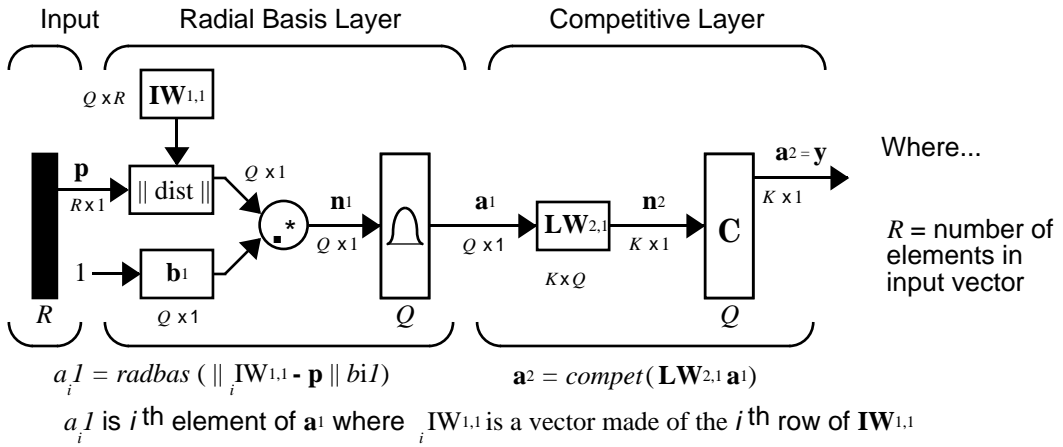 Input
Radial Basis Layer
Competitive Layer
Q x R
IW1,1
p
R x 1
|| dist ||
Q x 1
.*
1
b1
Q x 1
n1
Q x 1
a1
Q x 1
LW2,1
K x Q
n2
K x 1
C
a2 = y
K x 1
R
Q
Q
Where...
R = number of
elements in
input vector
ai1 = radbas ( || iIW1,1 - p || bi1)
a2 = compet( LW2,1 a1)
ai1 is i th element of a1 where iIW1,1 is a vector made of the i th row of IW1,1